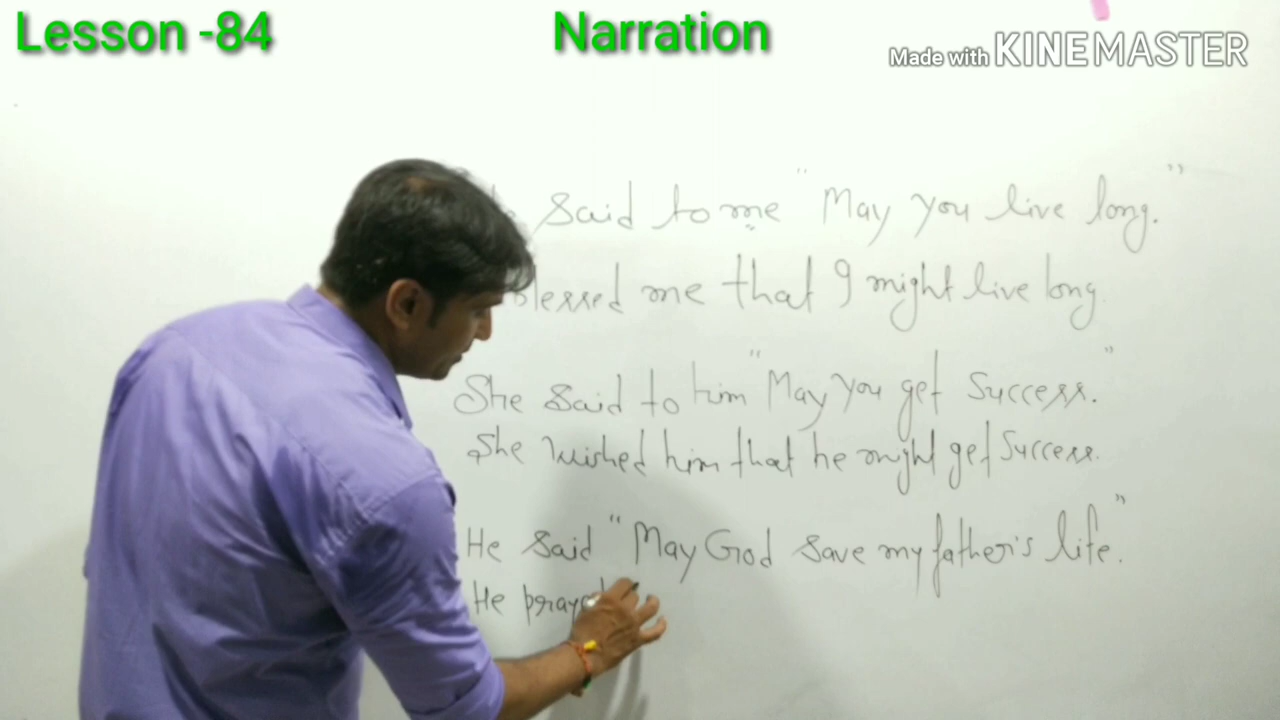 Lesson -84
Narration
Made with KINEMASTER
said to me "May you live long."
blessed me that I might live long.
She said to him "May you get Success."
She wished him that he might get Success.
He said "May God save my father's life."
He prayed